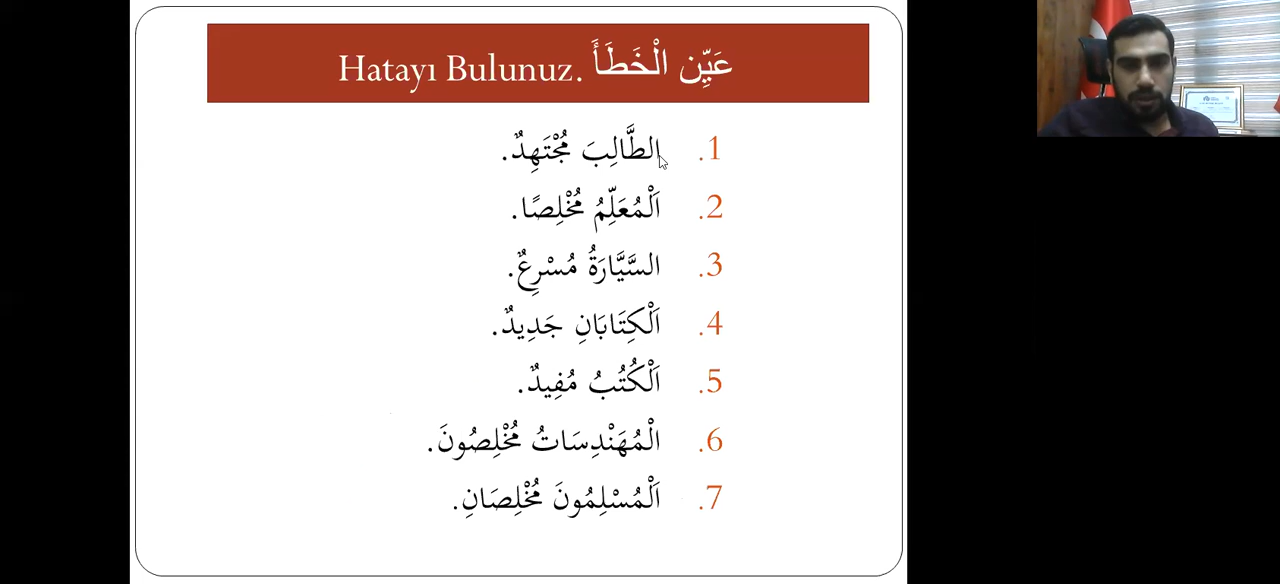 Hatayı Bulunuz. عَيِّن الْخَطَأَ
1. الطَّالِبَ مُجْتَهِدٌ.
2. اَلْمُعَلِّمُ مُخْلِصًا.
3. السَّيَّارَةُ مُسْرِعٌ.
4. اَلْكِتَابَانِ جَدِيدٌ.
5. اَلْكُتُبُ مُفِيدٌ.
6. الْمُهَنْدِسَاتُ مُخْلِصُونَ.
7. اَلْمُسْلِمُونَ مُخْلِصَانِ.